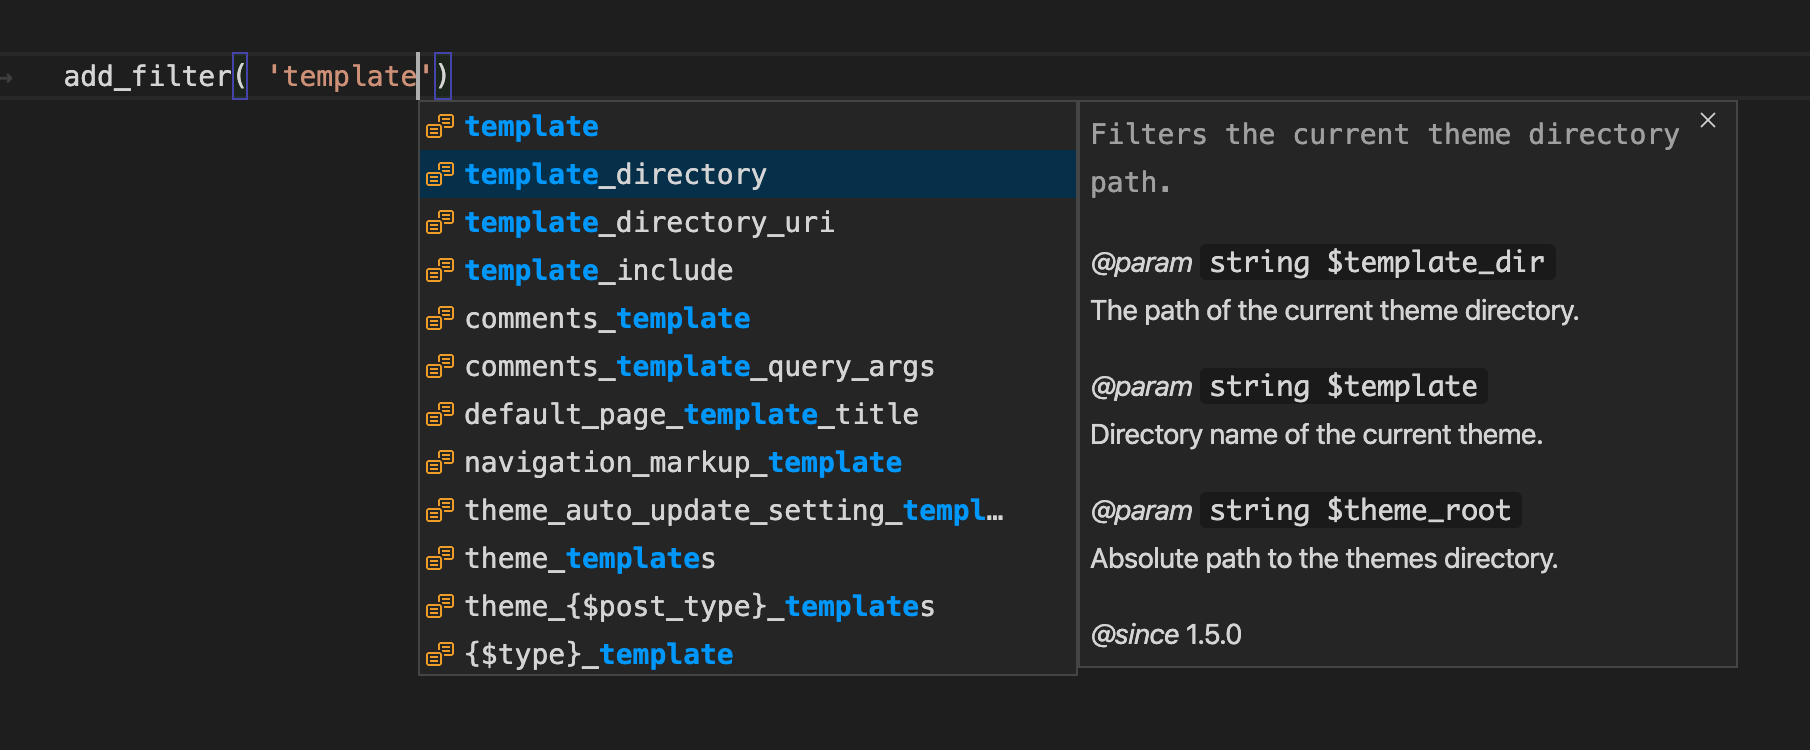 add_filter( 'template')
template
template_directory
template_directory_uri
template_include
comments_template
comments_template_query_args
default_page_template_title
navigation_markup_template
theme_auto_update_setting_templ…
theme_templates
theme_{$post_type}_templates
{$type}_template
Filters the current theme directory
path.
@param string $template_dir
The path of the current theme directory.
@param string $template
Directory name of the current theme.
@param string $theme_root
Absolute path to the themes directory.
@since 1.5.0